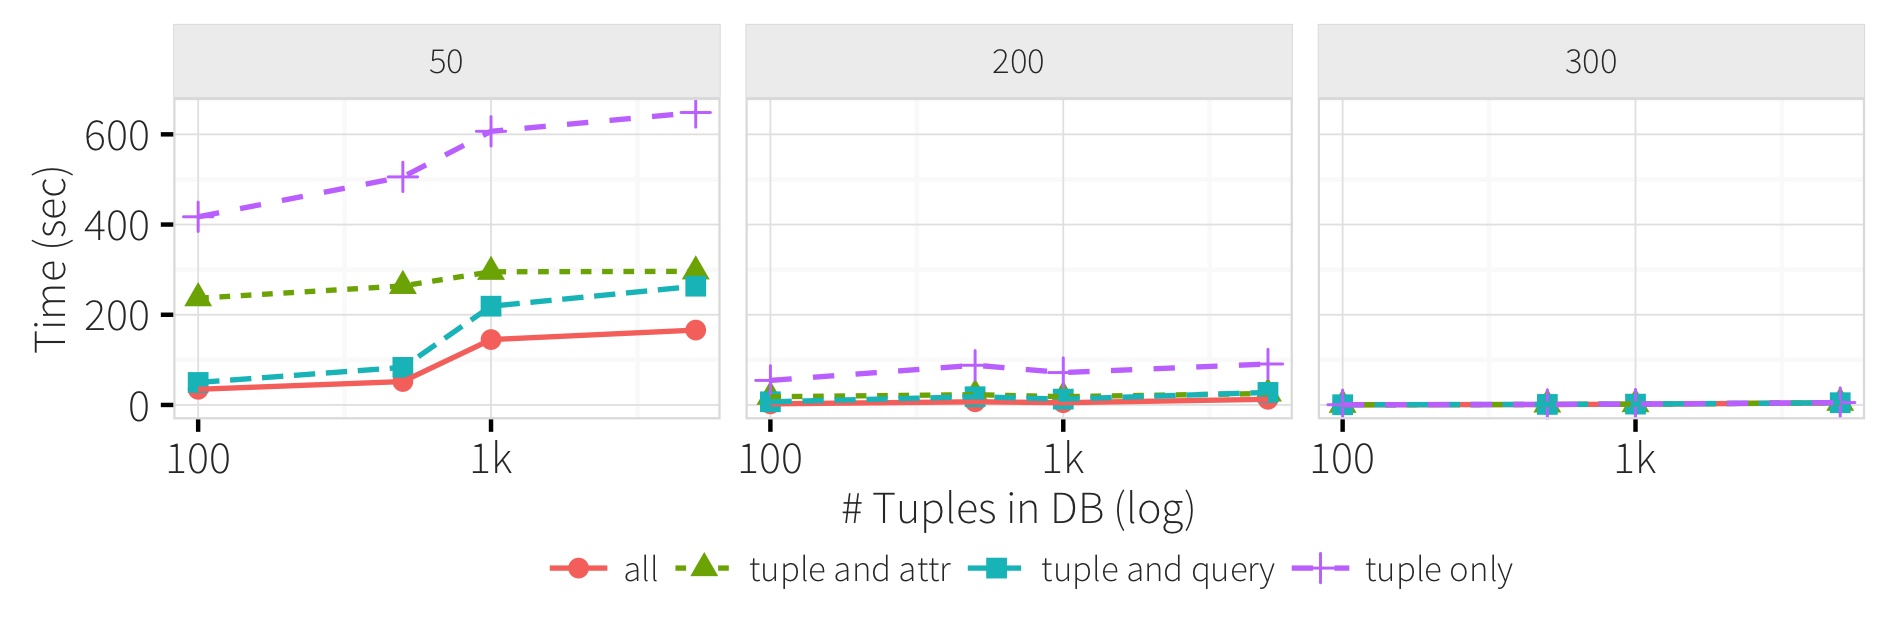 50 200 300
Time (sec)
600
400
200
0
100 1k 100 1k 100 1k
# Tuples in DB (log)
all tuple and attr tuple and query tuple only